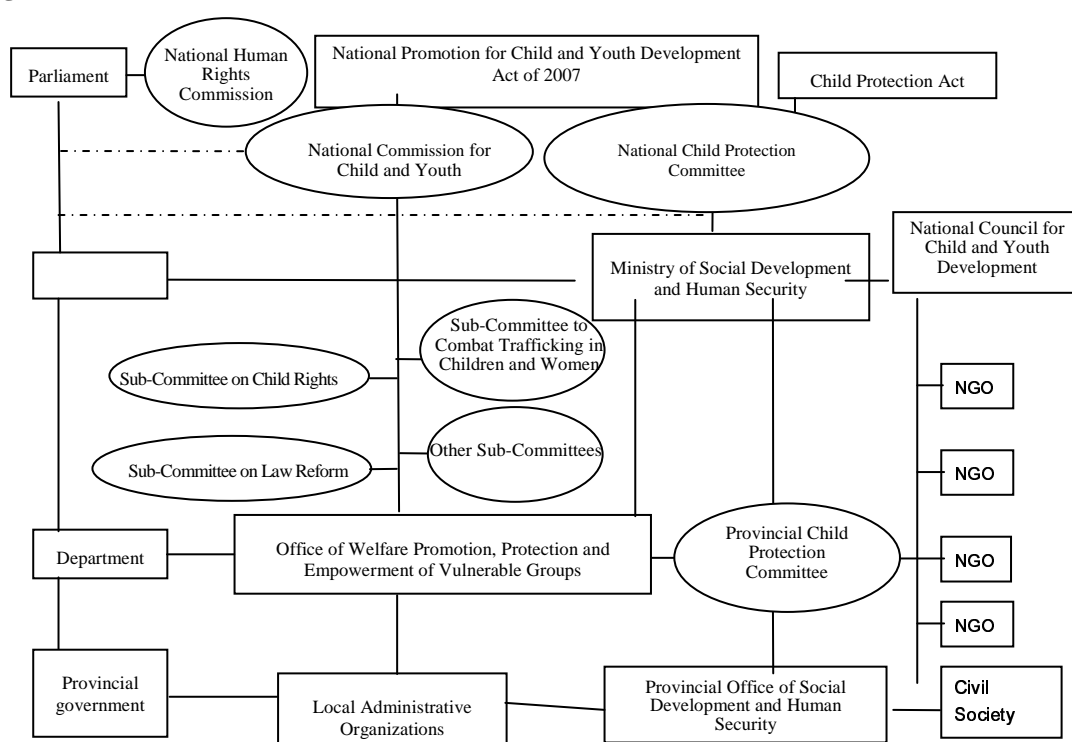 Parliament
National Human
Rights
Commission
National Promotion for Child and Youth Development
Act of 2007
Child Protection Act
National Commission for
Child and Youth
National Child Protection
Committee
National Council for
Child and Youth
Development
Ministry of Social Development
and Human Security
Sub-Committee to
Combat Trafficking in
Children and Women
Sub-Committee on Child Rights
NGO
Other Sub-Committees
Sub-Committee on Law Reform
NGO
Department
Office of Welfare Promotion, Protection and
Empowerment of Vulnerable Groups
Provincial Child
Protection
Committee
NGO
NGO
Provincial
government
Local Administrative
Organizations
Provincial Office of Social
Development and Human
Security
Civil
Society